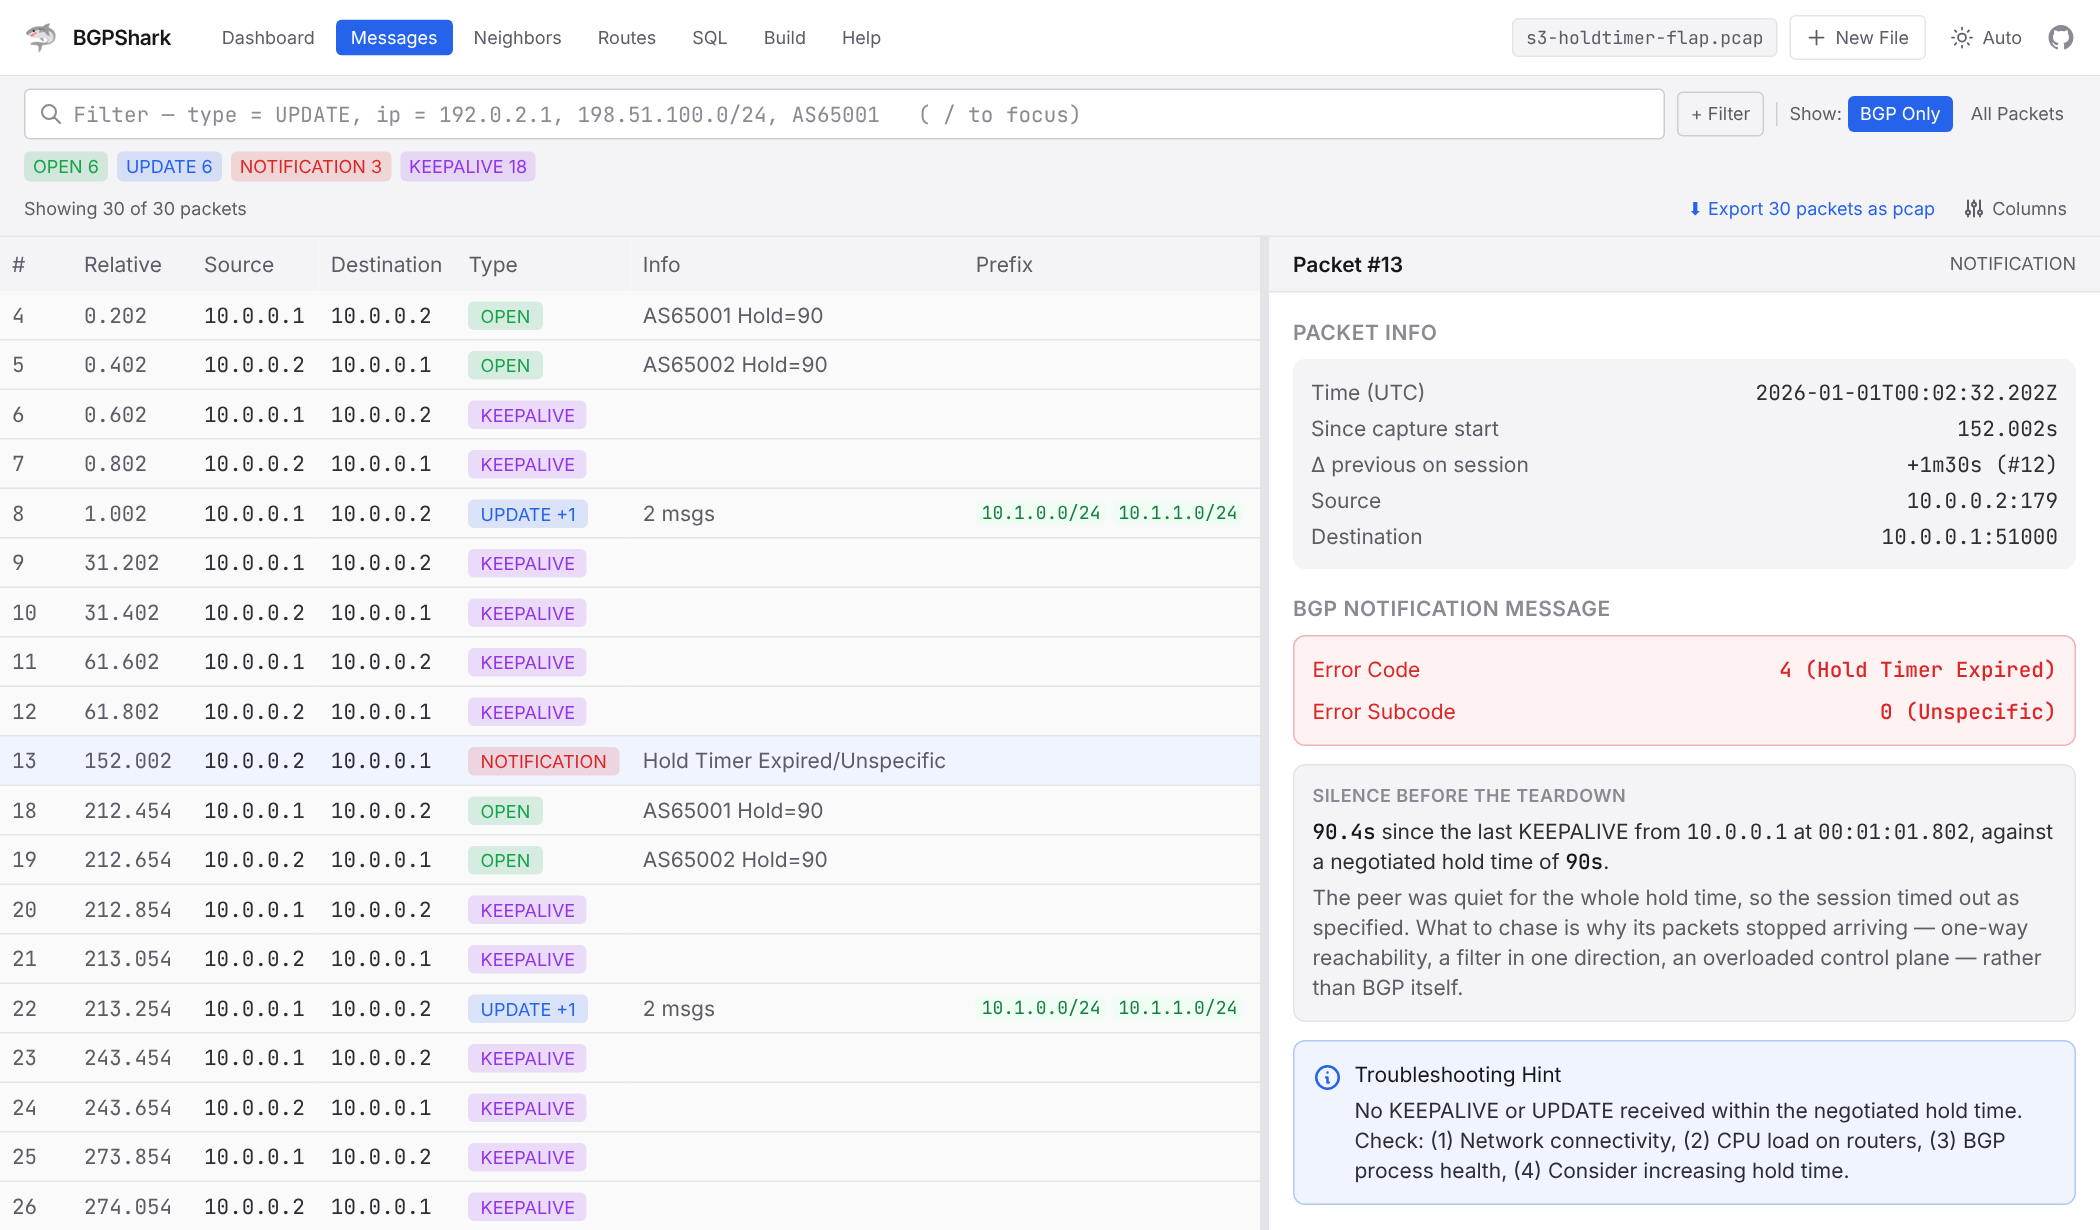 BGPShark Dashboard Messages Neighbors Routes SQL Build Help s3-holdtimer-flap.pcap + New File Auto
Filter — type = UPDATE, ip = 192.0.2.1, 198.51.100.0/24, AS65001 ( / to focus) + Filter Show: BGP Only All Packets
OPEN 6 UPDATE 6 NOTIFICATION 3 KEEPALIVE 18
Showing 30 of 30 packets ⬇ Export 30 packets as pcap Columns
# Relative Source Destination Type Info Prefix
4 0.202 10.0.0.1 10.0.0.2 OPEN AS65001 Hold=90
5 0.402 10.0.0.2 10.0.0.1 OPEN AS65002 Hold=90
6 0.602 10.0.0.1 10.0.0.2 KEEPALIVE
7 0.802 10.0.0.2 10.0.0.1 KEEPALIVE
8 1.002 10.0.0.1 10.0.0.2 UPDATE +1 2 msgs 10.1.0.0/24 10.1.1.0/24
9 31.202 10.0.0.1 10.0.0.2 KEEPALIVE
10 31.402 10.0.0.2 10.0.0.1 KEEPALIVE
11 61.602 10.0.0.1 10.0.0.2 KEEPALIVE
12 61.802 10.0.0.2 10.0.0.1 KEEPALIVE
13 152.002 10.0.0.2 10.0.0.1 NOTIFICATION Hold Timer Expired/Unspecific
18 212.454 10.0.0.1 10.0.0.2 OPEN AS65001 Hold=90
19 212.654 10.0.0.2 10.0.0.1 OPEN AS65002 Hold=90
20 212.854 10.0.0.1 10.0.0.2 KEEPALIVE
21 213.054 10.0.0.2 10.0.0.1 KEEPALIVE
22 213.254 10.0.0.1 10.0.0.2 UPDATE +1 2 msgs 10.1.0.0/24 10.1.1.0/24
23 243.454 10.0.0.1 10.0.0.2 KEEPALIVE
24 243.654 10.0.0.2 10.0.0.1 KEEPALIVE
25 273.854 10.0.0.1 10.0.0.2 KEEPALIVE
26 274.054 10.0.0.2 10.0.0.1 KEEPALIVE
Packet #13 NOTIFICATION
PACKET INFO
Time (UTC) 2026-01-01T00:02:32.202Z
Since capture start 152.002s
Δ previous on session +1m30s (#12)
Source 10.0.0.2:179
Destination 10.0.0.1:51000
BGP NOTIFICATION MESSAGE
Error Code 4 (Hold Timer Expired)
Error Subcode 0 (Unspecific)
SILENCE BEFORE THE TEARDOWN
90.4s since the last KEEPALIVE from 10.0.0.1 at 00:01:01.802, against
a negotiated hold time of 90s.
The peer was quiet for the whole hold time, so the session timed out as
specified. What to chase is why its packets stopped arriving — one-way
reachability, a filter in one direction, an overloaded control plane — rather
than BGP itself.
Troubleshooting Hint
No KEEPALIVE or UPDATE received within the negotiated hold time.
Check: (1) Network connectivity, (2) CPU load on routers, (3) BGP
process health, (4) Consider increasing hold time.